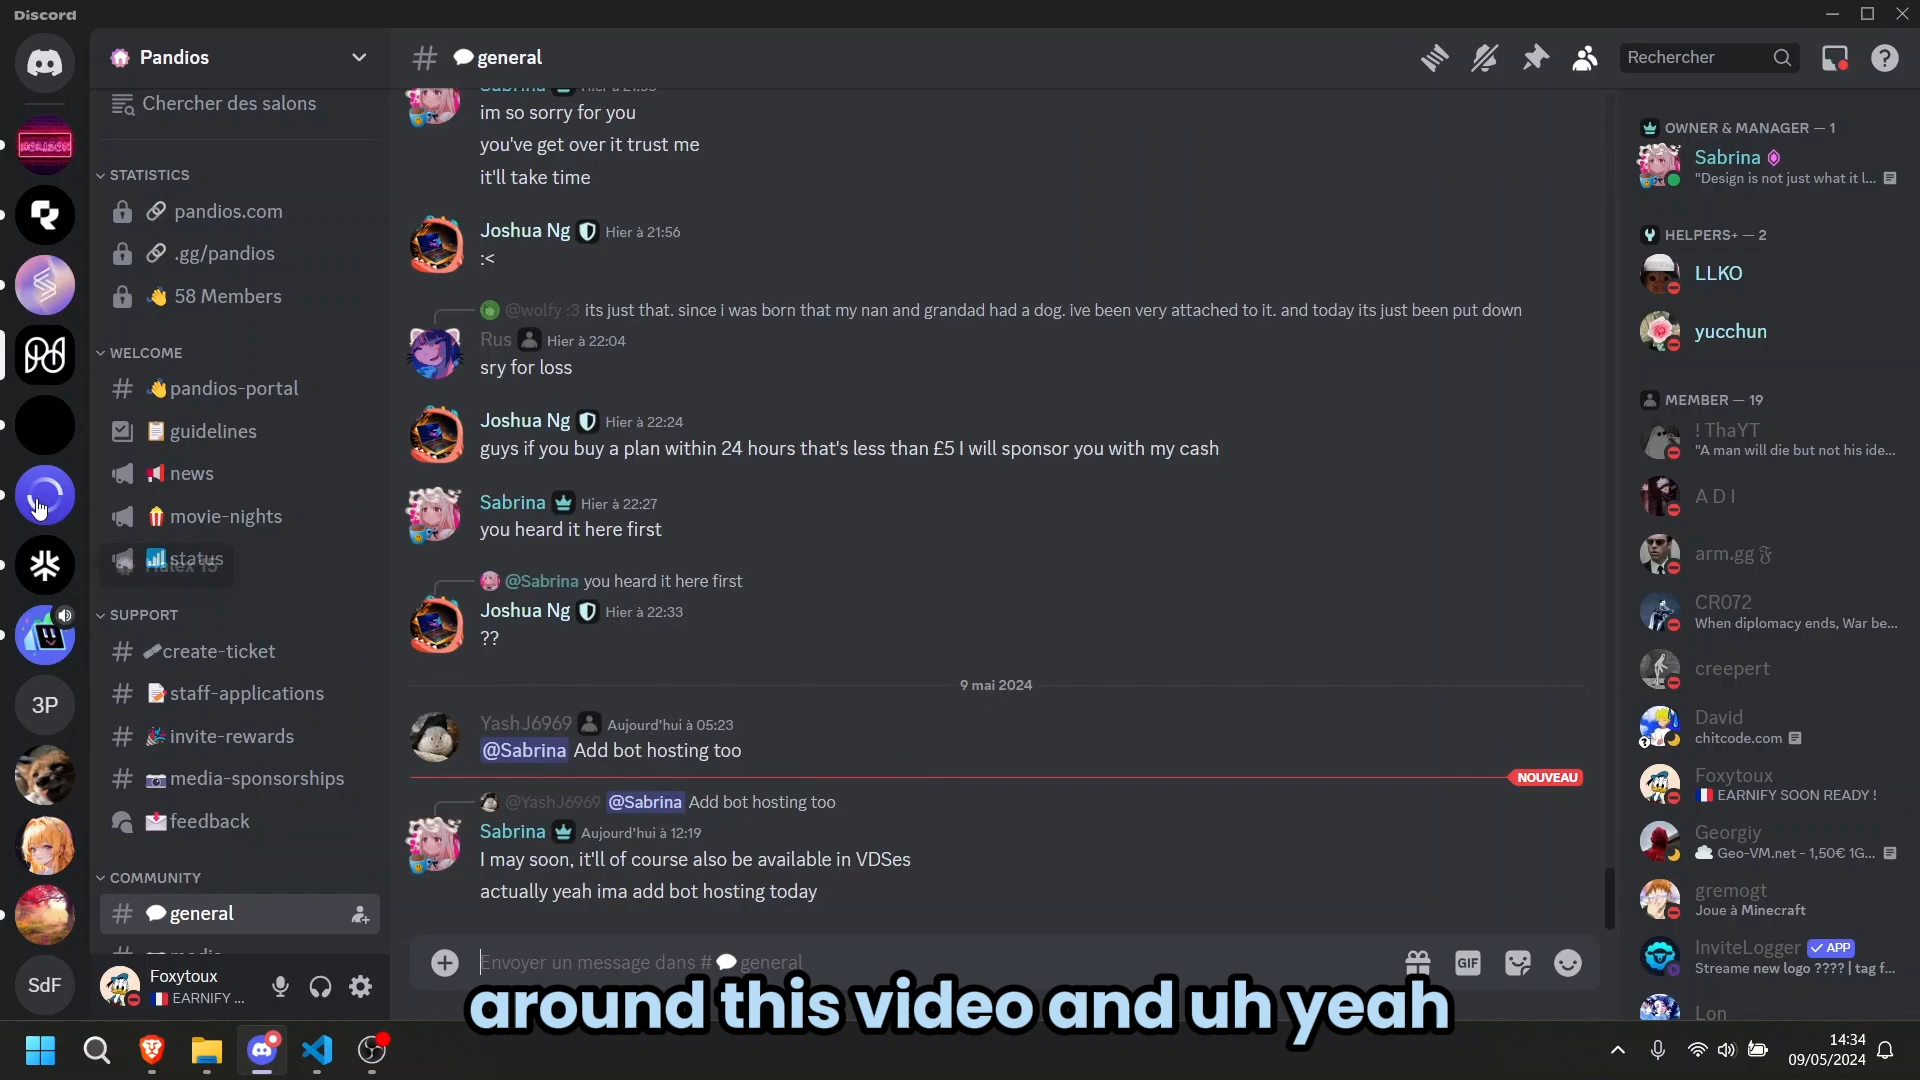 Discord
Pandios
general
Rechercher
Chercher des salons
STATISTICS
pandios.com
.gg/pandios
58 Members
WELCOME
pandios-portal
guidelines
news
movie-nights
status
SUPPORT
create-ticket
staff-applications
invite-rewards
media-sponsorships
feedback
COMMUNITY
general
HORIZON
3P
SdF
Foxytoux
EARNIFY ...
im so sorry for you
you've get over it trust me
it'll take time
Joshua Ng Hier à 21:56
:<
@wolfy :3 its just that. since i was born that my nan and grandad had a dog. ive been very attached to it. and today its just been put down
Rus Hier à 22:04
sry for loss
Joshua Ng Hier à 22:24
guys if you buy a plan within 24 hours that's less than £5 I will sponsor you with my cash
Sabrina Hier à 22:27
you heard it here first
@Sabrina you heard it here first
Joshua Ng Hier à 22:33
??
9 mai 2024
YashJ6969 Aujourd'hui à 05:23
@Sabrina Add bot hosting too
NOUVEAU
@YashJ6969 @Sabrina Add bot hosting too
Sabrina Aujourd'hui à 12:19
I may soon, it'll of course also be available in VDSes
actually yeah ima add bot hosting today
Envoyer un message dans # general
GIF
around this video and uh yeah
OWNER & MANAGER — 1
Sabrina
"Design is not just what it l...
HELPERS+ — 2
LLKO
yucchun
MEMBER — 19
! ThaYT
"A man will die but not his ide...
A D I
arm.gg
CR072
When diplomacy ends, War be...
creepert
David
chitcode.com
Foxytoux
EARNIFY SOON READY !
Georgiy
Geo-VM.net - 1,50€ 1G...
gremogt
Joue à Minecraft
InviteLogger APP
Streame new logo ???? | tag f...
Lon
14:34
09/05/2024